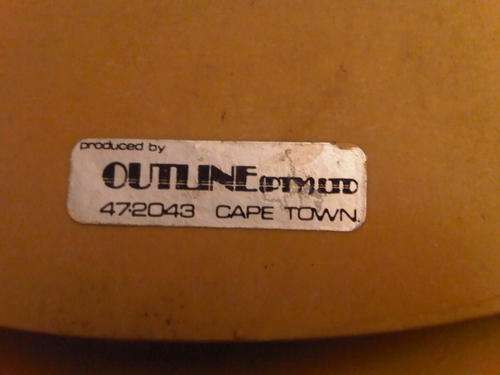 produced by
OUTLINE (PTY) LTD
47-2043 CAPE TOWN.